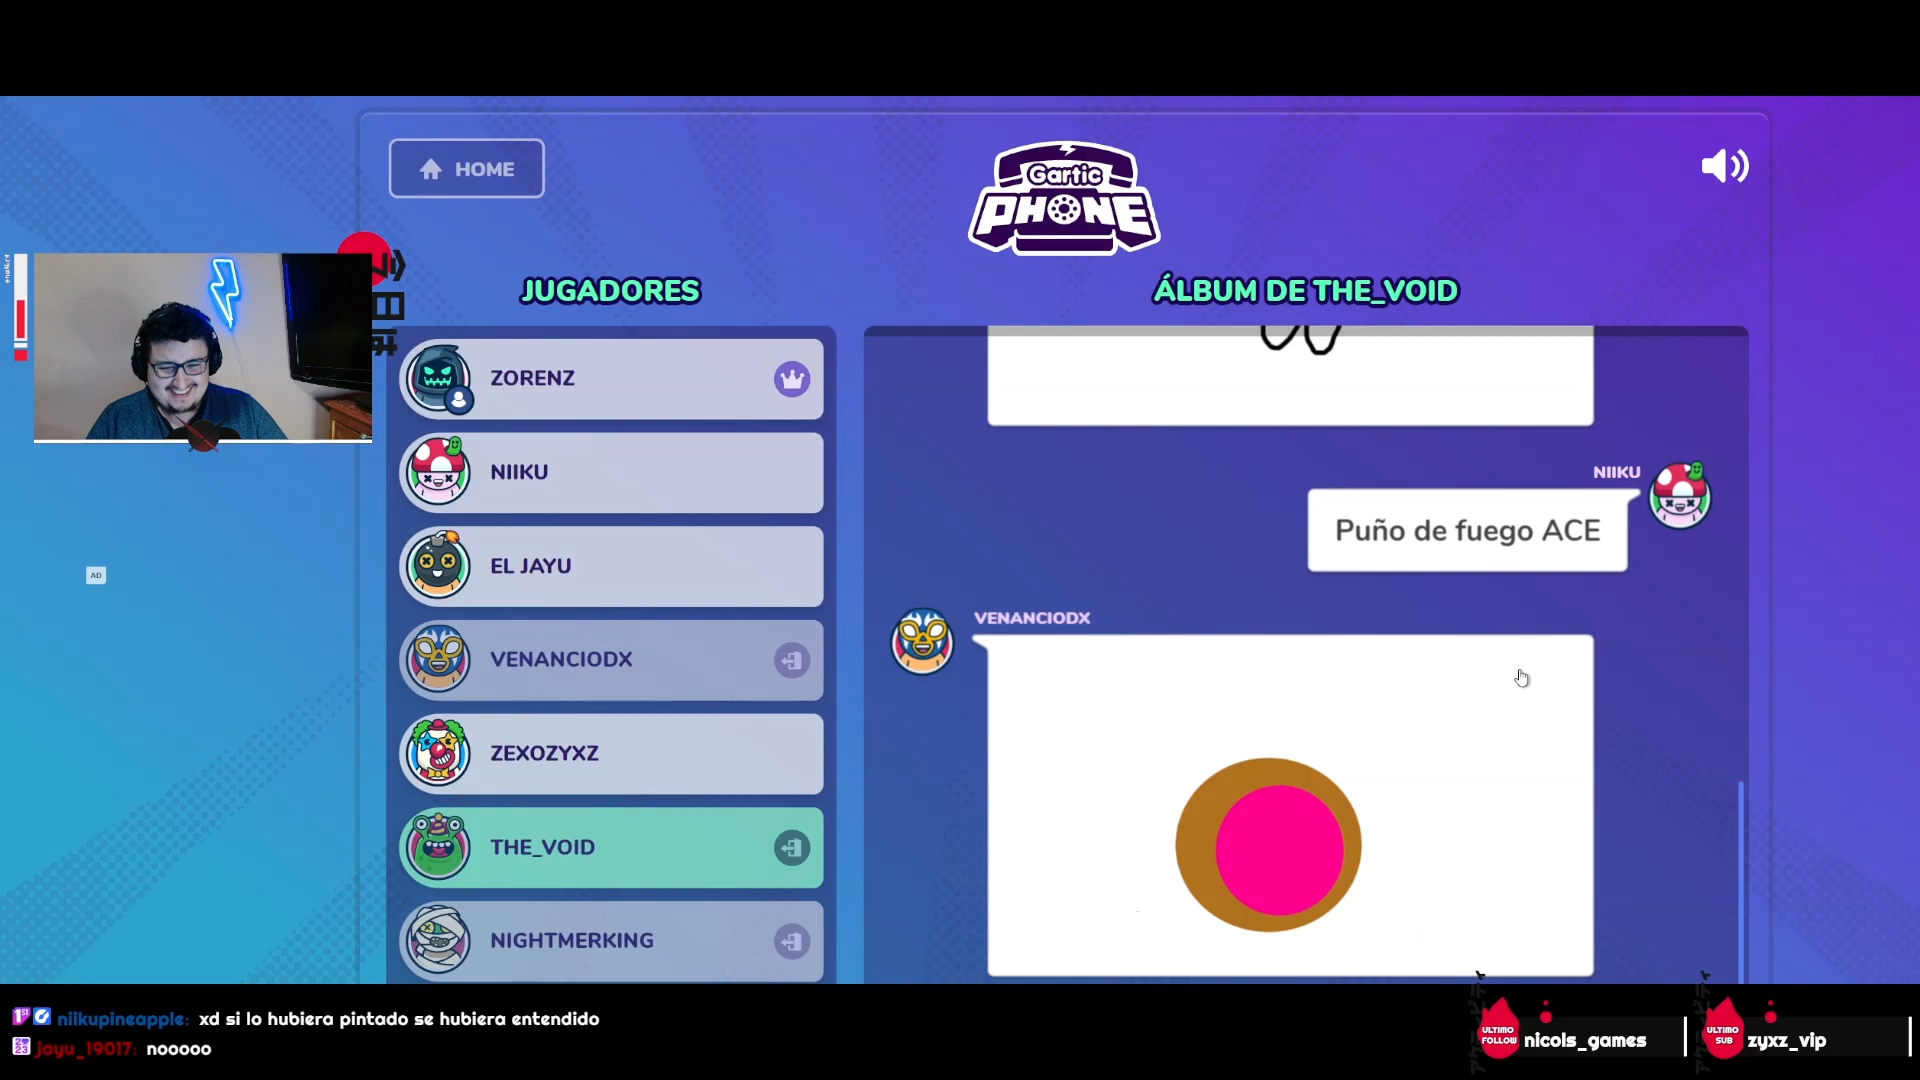 HOME
Gartic
PHONE
JUGADORES
ÁLBUM DE THE_VOID
ZORENZ
NIIKU
EL JAYU
VENANCIODX
ZEXOZYXZ
THE_VOID
NIGHTMERKING
NIIKU
Puño de fuego ACE
VENANCIODX
AD
niikupineapple: xd si lo hubiera pintado se hubiera entendido
jayu_19017: nooooo
ULTIMO
FOLLOW
nicols_games
ULTIMO
SUB
zyxz_vip